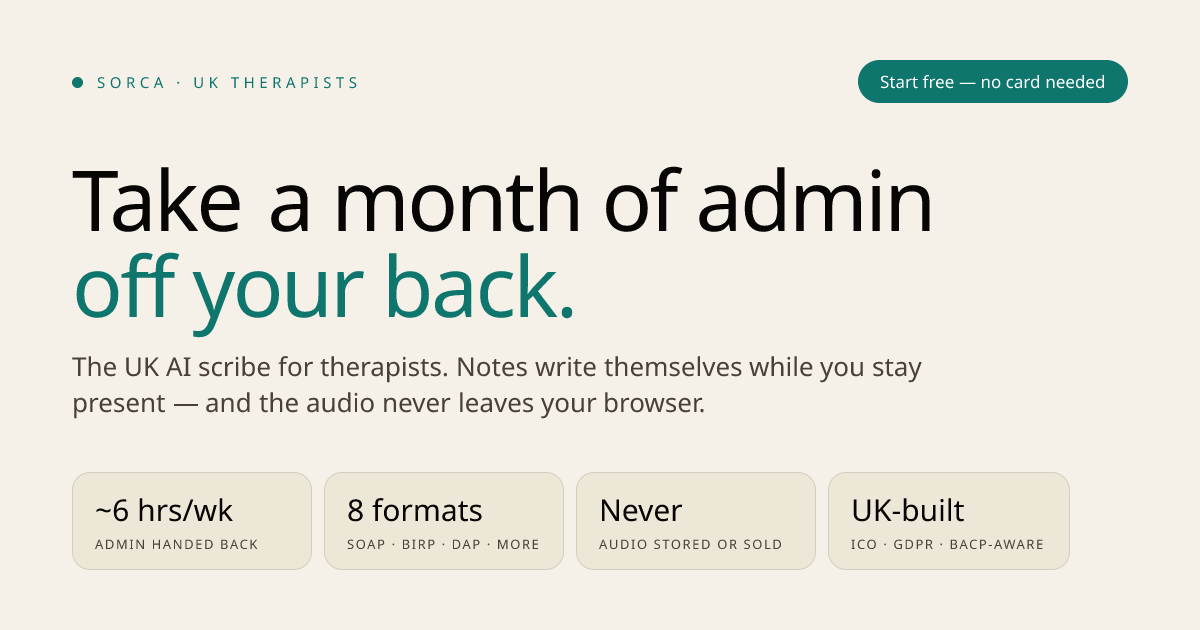 SORCA · UK THERAPISTS
Start free — no card needed
Take a month of admin
off your back.
The UK AI scribe for therapists. Notes write themselves while you stay
present — and the audio never leaves your browser.
~6 hrs/wk
ADMIN HANDED BACK
8 formats
SOAP · BIRP · DAP · MORE
Never
AUDIO STORED OR SOLD
UK-built
ICO · GDPR · BACP-AWARE